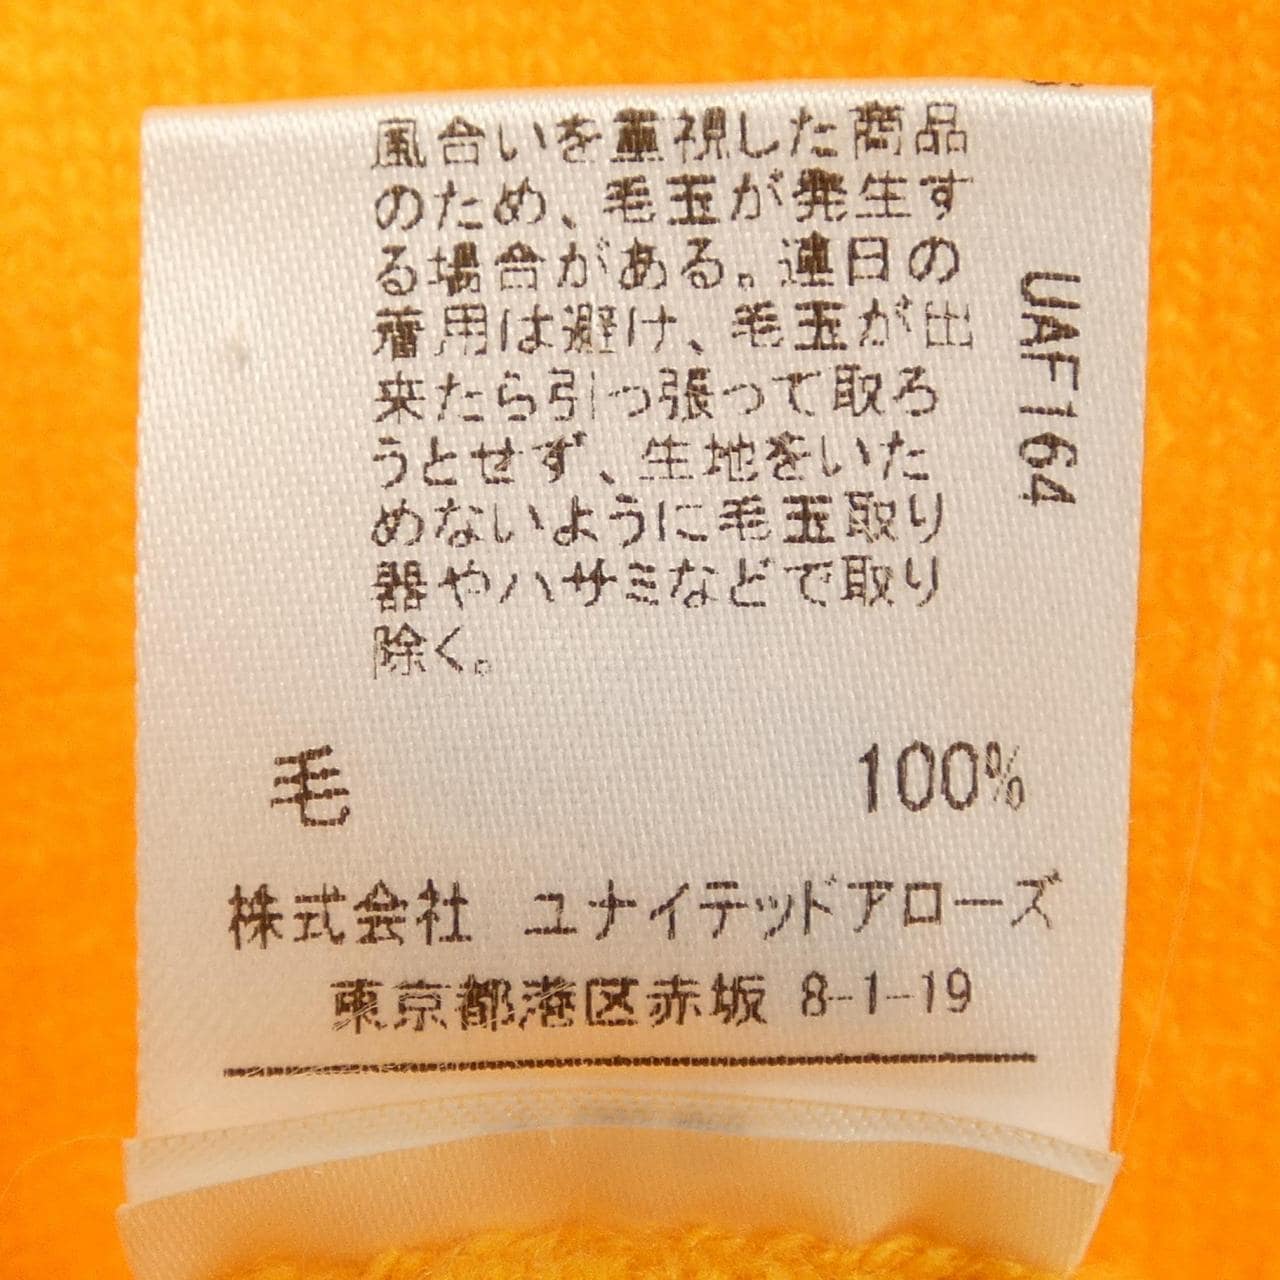 風合いを重視した商品
のため、毛玉が発生す
る場合がある。連日の
着用は避け、毛玉が出
来たら引っ張って取ろ
うとせず、生地をいた
めないように毛玉取り
器やハサミなどで取り
除く。
UAF164
毛 100%
株式会社 ユナイテッドアローズ
東京都港区赤坂 8-1-19